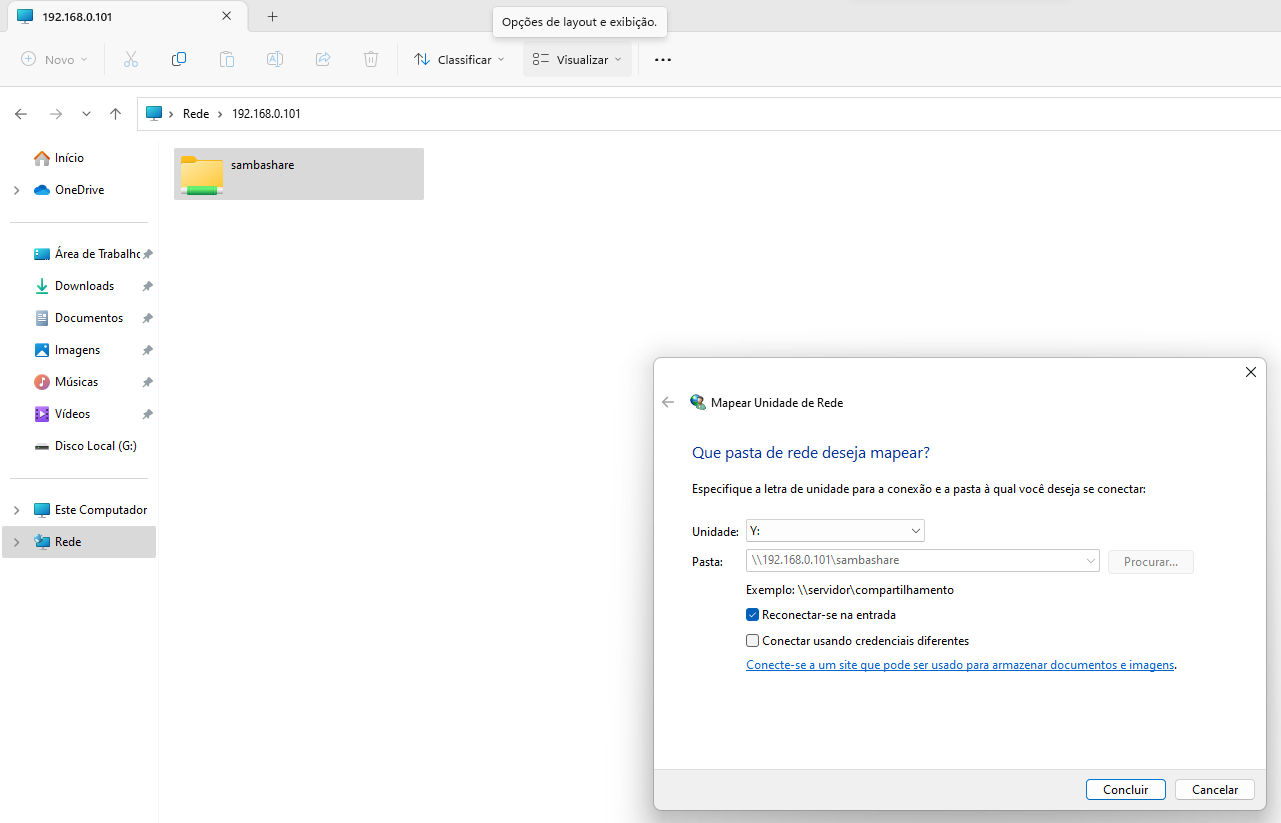 192.168.0.101
Opções de layout e exibição.
Novo
Classificar
Visualizar
Rede
192.168.0.101
Início
OneDrive
sambashare
Área de Trabalho
Downloads
Documentos
Imagens
Músicas
Vídeos
Disco Local (G:)
Este Computador
Rede
Mapear Unidade de Rede
Que pasta de rede deseja mapear?
Especifique a letra de unidade para a conexão e a pasta à qual você deseja se conectar:
Unidade: Y:
Pasta: \\192.168.0.101\sambashare Procurar...
Exemplo: \\servidor\compartilhamento
Reconectar-se na entrada
Conectar usando credenciais diferentes
Conecte-se a um site que pode ser usado para armazenar documentos e imagens.
Concluir Cancelar